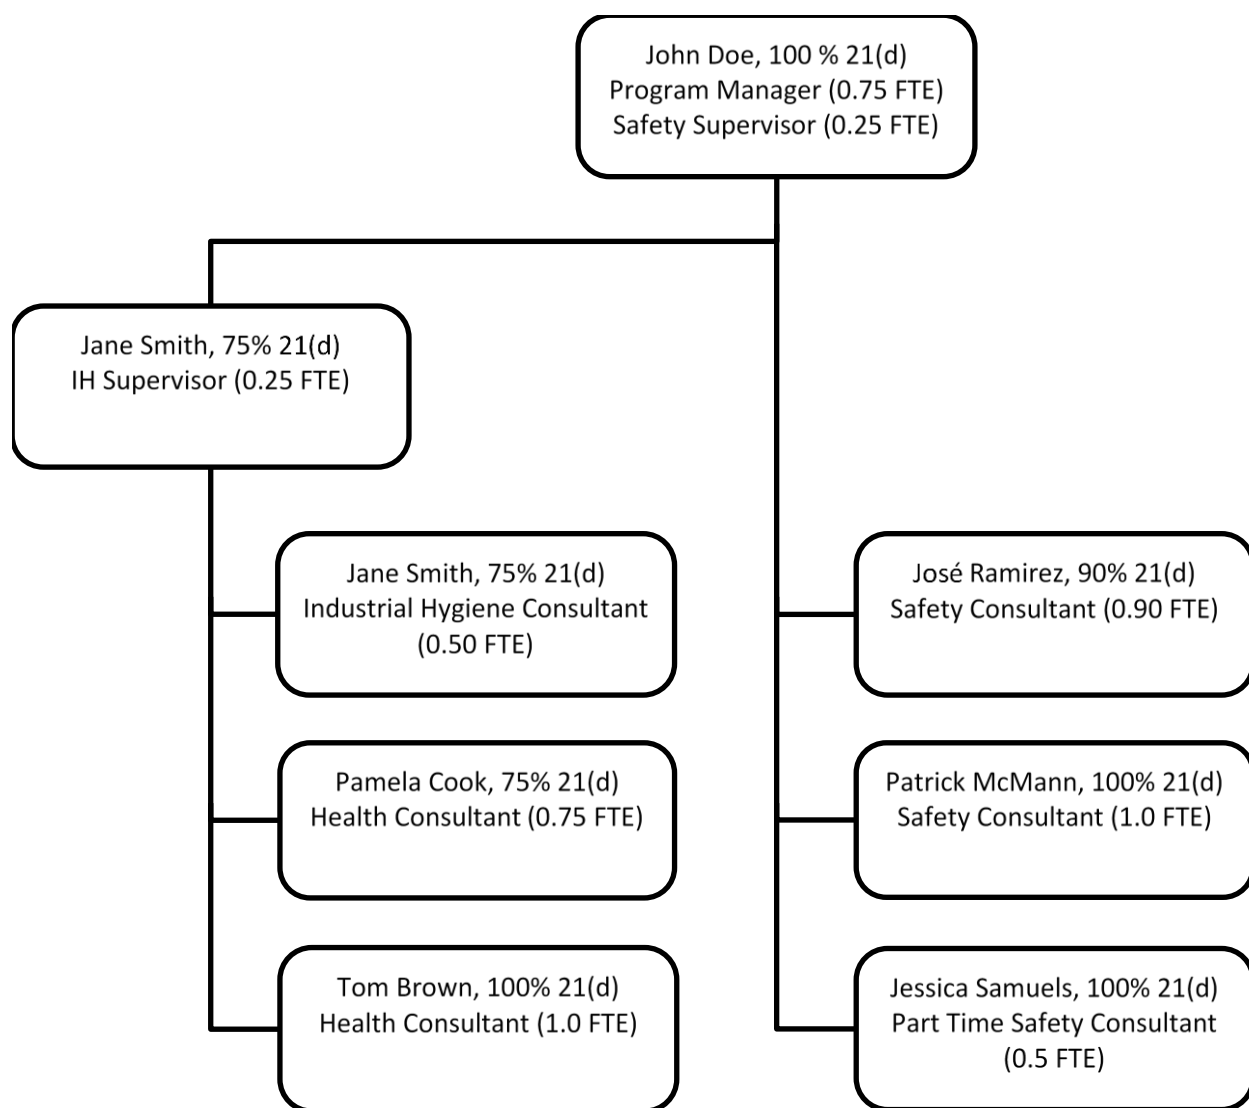 John Doe, 100 % 21(d)
Program Manager (0.75 FTE)
Safety Supervisor (0.25 FTE)
Jane Smith, 75% 21(d)
IH Supervisor (0.25 FTE)
Jane Smith, 75% 21(d)
Industrial Hygiene Consultant
(0.50 FTE)
Pamela Cook, 75% 21(d)
Health Consultant (0.75 FTE)
Tom Brown, 100% 21(d)
Health Consultant (1.0 FTE)
José Ramirez, 90% 21(d)
Safety Consultant (0.90 FTE)
Patrick McMann, 100% 21(d)
Safety Consultant (1.0 FTE)
Jessica Samuels, 100% 21(d)
Part Time Safety Consultant
(0.5 FTE)